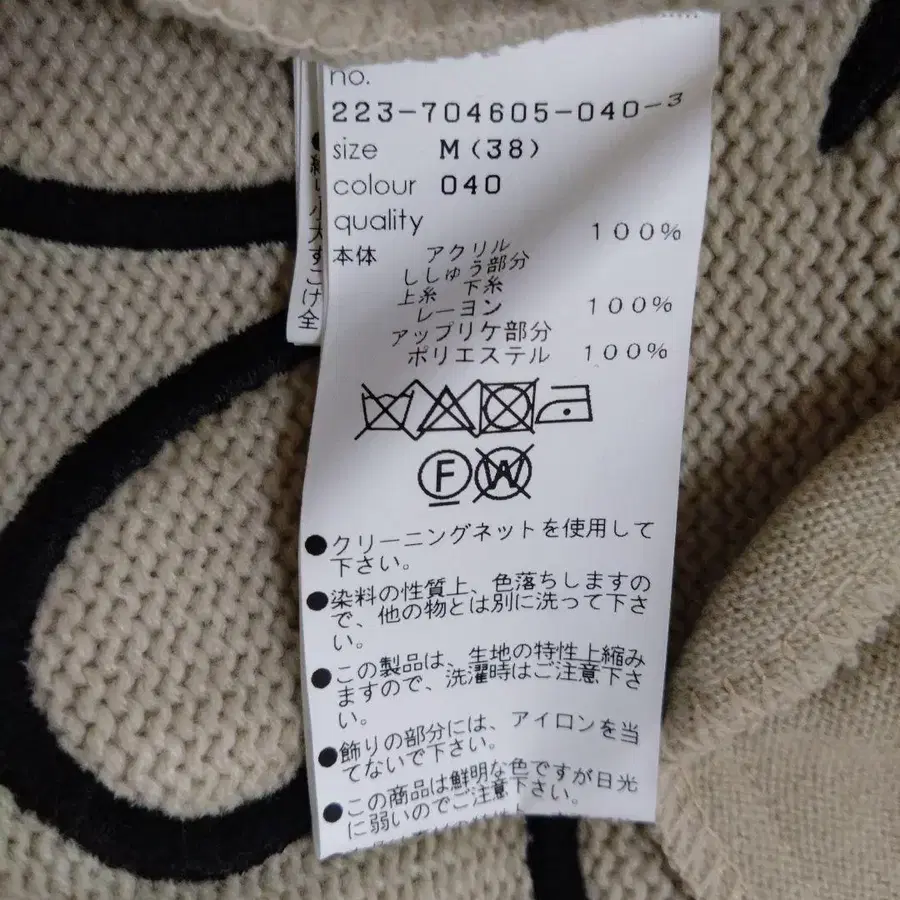 no.
223-704605-040-3
size M(38)
colour 040
quality
本体 アクリル 100%
ししゅう部分
上糸 下糸
レーヨン 100%
アップリケ部分
ポリエステル 100%
F
W
●クリーニングネットを使用して
下さい。
●染料の性質上、色落ちしますの
で、他の物とは別に洗って下さ
い。
●この製品は、生地の特性上縮み
ますので、洗濯時はご注意下さ
い。
●飾りの部分には、アイロンを当
てないで下さい。
●この商品は鮮明な色ですが日光
に弱いのでご注意下さい。